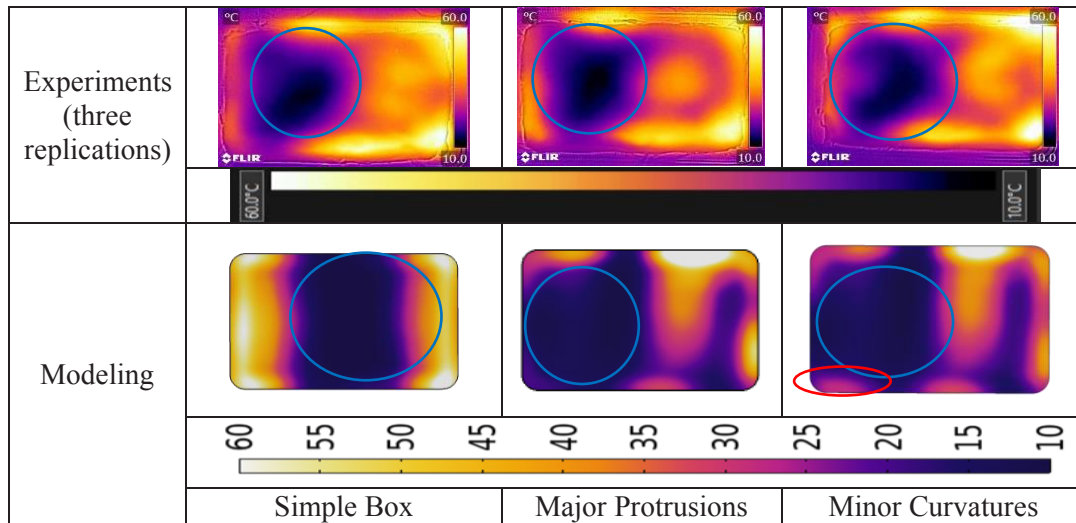 Experiments
(three
replications)
°C 60.0
FLIR 10.0
°C 60.0
FLIR 10.0
°C 60.0
FLIR 10.0
60.0°C 10.0°C
Modeling
60 55 50 45 40 35 30 25 20 15 10
Simple Box Major Protrusions Minor Curvatures